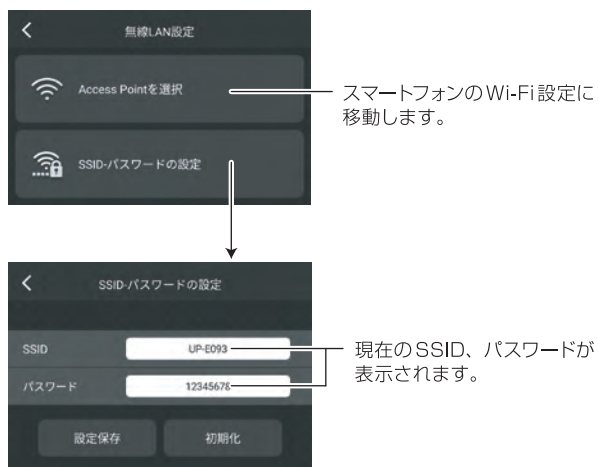 無線LAN設定
Access Pointを選択
スマートフォンのWi-Fi設定に
移動します。
SSID-パスワードの設定
SSID-パスワードの設定
SSID
UP-E093
現在のSSID、パスワードが
表示されます。
パスワード
12345678
設定保存
初期化